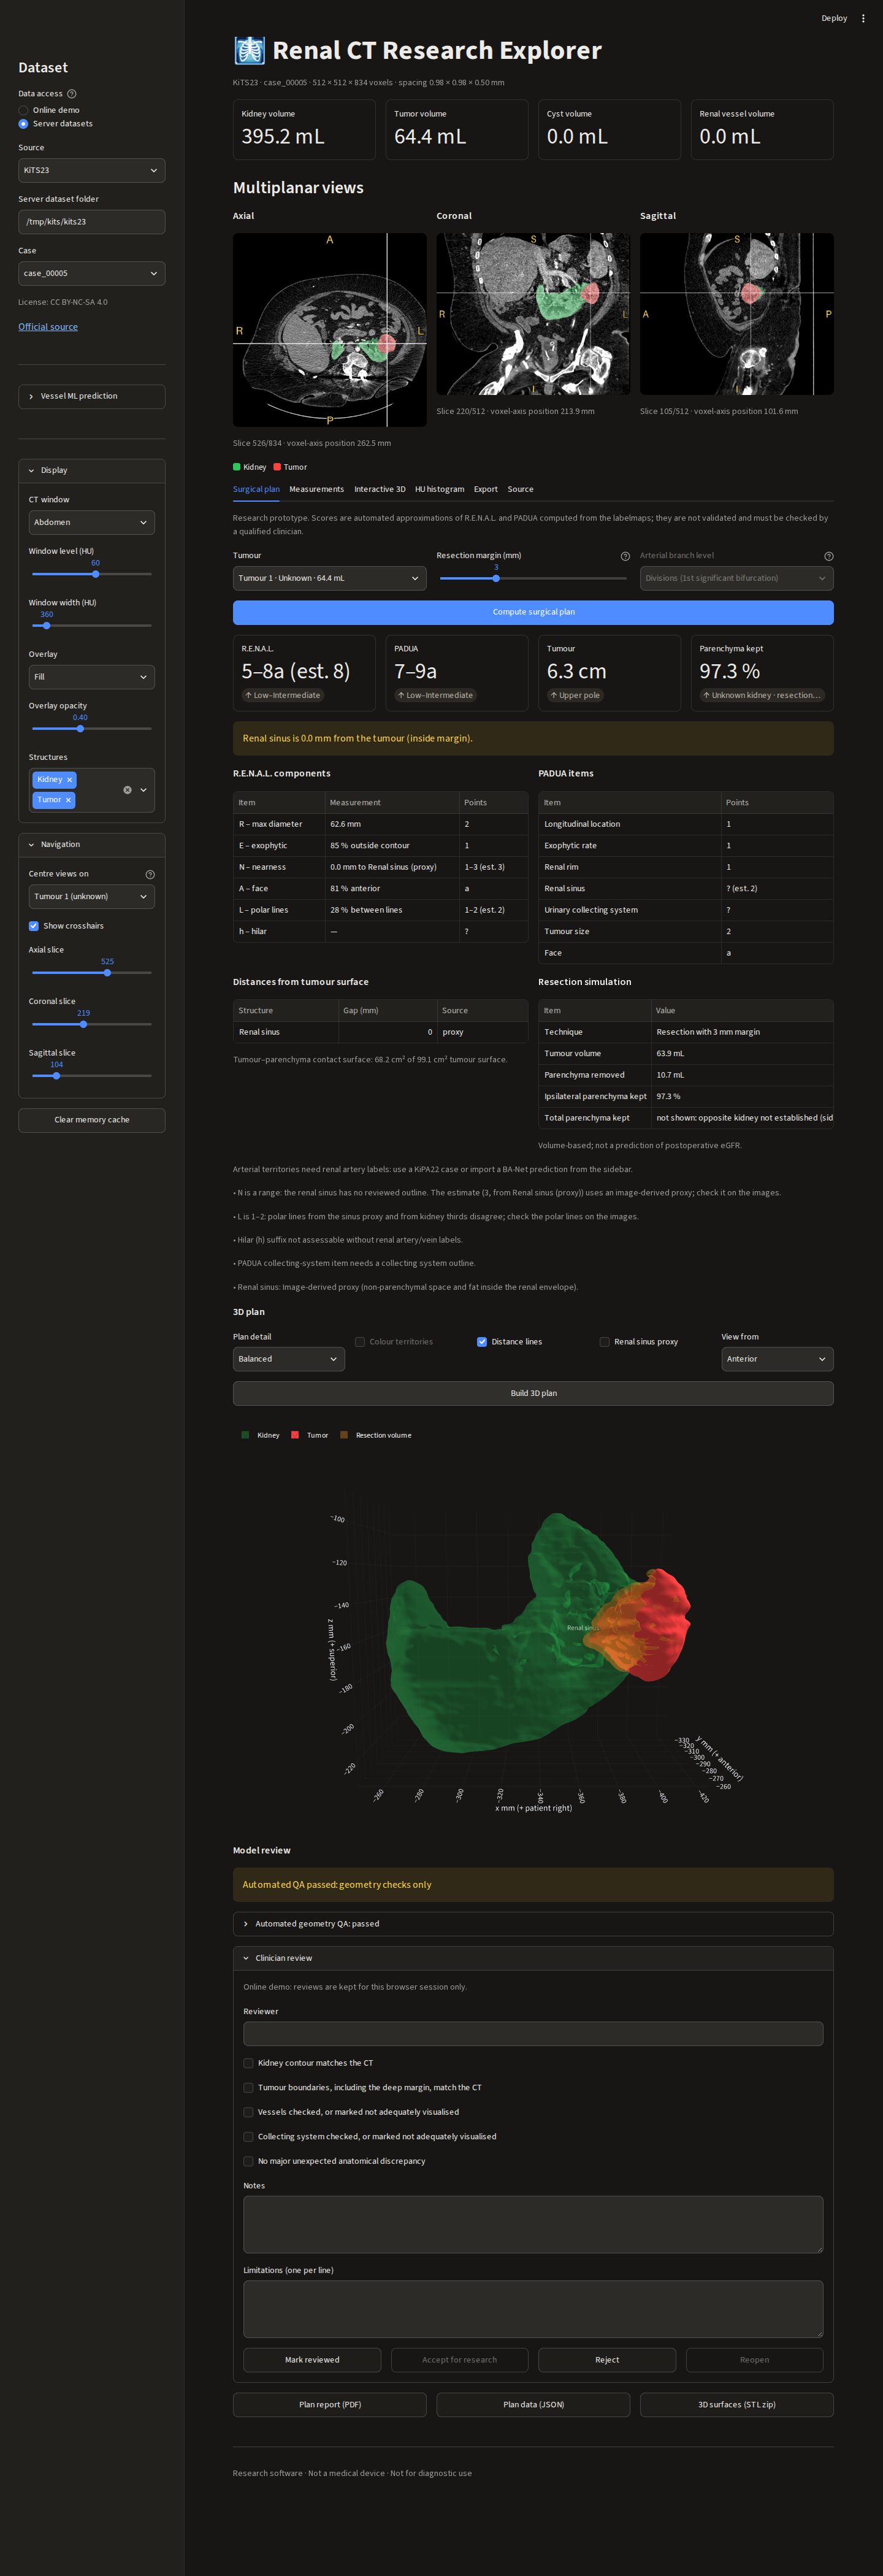 Deploy
Dataset
Data access
Online demo
Server datasets
Source
KiTS23
Server dataset folder
/tmp/kits/kits23
Case
case_00005
License: CC BY-NC-SA 4.0
Official source
Vessel ML prediction
Display
CT window
Abdomen
Window level (HU)
60
Window width (HU)
360
Overlay
Fill
Overlay opacity
0.40
Structures
Kidney
Tumor
Navigation
Centre views on
Tumour 1 (unknown)
Show crosshairs
Axial slice
525
Coronal slice
219
Sagittal slice
104
Clear memory cache
Renal CT Research Explorer
KiTS23 · case_00005 · 512 × 512 × 834 voxels · spacing 0.98 × 0.98 × 0.50 mm
Kidney volume
395.2 mL
Tumor volume
64.4 mL
Cyst volume
0.0 mL
Renal vessel volume
0.0 mL
Multiplanar views
Axial
A
R
L
P
Slice 526/834 · voxel-axis position 262.5 mm
Coronal
S
R
L
I
Slice 220/512 · voxel-axis position 213.9 mm
Sagittal
S
A
P
I
Slice 105/512 · voxel-axis position 101.6 mm
Kidney Tumor
Surgical plan Measurements Interactive 3D HU histogram Export Source
Research prototype. Scores are automated approximations of R.E.N.A.L. and PADUA computed from the labelmaps; they are not validated and must be checked by
a qualified clinician.
Tumour
Tumour 1 · Unknown · 64.4 mL
Resection margin (mm)
3
Arterial branch level
Divisions (1st significant bifurcation)
Compute surgical plan
R.E.N.A.L.
5–8a (est. 8)
↑ Low–Intermediate
PADUA
7–9a
↑ Low–Intermediate
Tumour
6.3 cm
↑ Upper pole
Parenchyma kept
97.3 %
↑ Unknown kidney · resection…
Renal sinus is 0.0 mm from the tumour (inside margin).
R.E.N.A.L. components
Item Measurement Points
R – max diameter 62.6 mm 2
E – exophytic 85 % outside contour 1
N – nearness 0.0 mm to Renal sinus (proxy) 1–3 (est. 3)
A – face 81 % anterior a
L – polar lines 28 % between lines 1–2 (est. 2)
h – hilar — ?
PADUA items
Item Points
Longitudinal location 1
Exophytic rate 1
Renal rim 1
Renal sinus ? (est. 2)
Urinary collecting system ?
Tumour size 2
Face a
Distances from tumour surface
Structure Gap (mm) Source
Renal sinus 0 proxy
Tumour–parenchyma contact surface: 68.2 cm² of 99.1 cm² tumour surface.
Resection simulation
Item Value
Technique Resection with 3 mm margin
Tumour volume 63.9 mL
Parenchyma removed 10.7 mL
Ipsilateral parenchyma kept 97.3 %
Total parenchyma kept not shown: opposite kidney not established (sid
Volume-based; not a prediction of postoperative eGFR.
Arterial territories need renal artery labels: use a KiPA22 case or import a BA-Net prediction from the sidebar.
• N is a range: the renal sinus has no reviewed outline. The estimate (3, from Renal sinus (proxy)) uses an image-derived proxy; check it on the images.
• L is 1–2: polar lines from the sinus proxy and from kidney thirds disagree; check the polar lines on the images.
• Hilar (h) suffix not assessable without renal artery/vein labels.
• PADUA collecting-system item needs a collecting system outline.
• Renal sinus: Image-derived proxy (non-parenchymal space and fat inside the renal envelope).
3D plan
Plan detail
Balanced
Colour territories
Distance lines
Renal sinus proxy
View from
Anterior
Build 3D plan
Kidney Tumor Resection volume
Renal sinus
−100
−120
−140
−160
−180
−200
−220
z mm (+ superior)
−260
−280
−300
−320
−340
−360
−380
−400
−420
x mm (+ patient right)
−330
−320
−310
−300
−290
−280
−270
−260
y mm (+ anterior)
Model review
Automated QA passed: geometry checks only
Automated geometry QA: passed
Clinician review
Online demo: reviews are kept for this browser session only.
Reviewer
Kidney contour matches the CT
Tumour boundaries, including the deep margin, match the CT
Vessels checked, or marked not adequately visualised
Collecting system checked, or marked not adequately visualised
No major unexpected anatomical discrepancy
Notes
Limitations (one per line)
Mark reviewed
Accept for research
Reject
Reopen
Plan report (PDF)
Plan data (JSON)
3D surfaces (STL zip)
Research software · Not a medical device · Not for diagnostic use